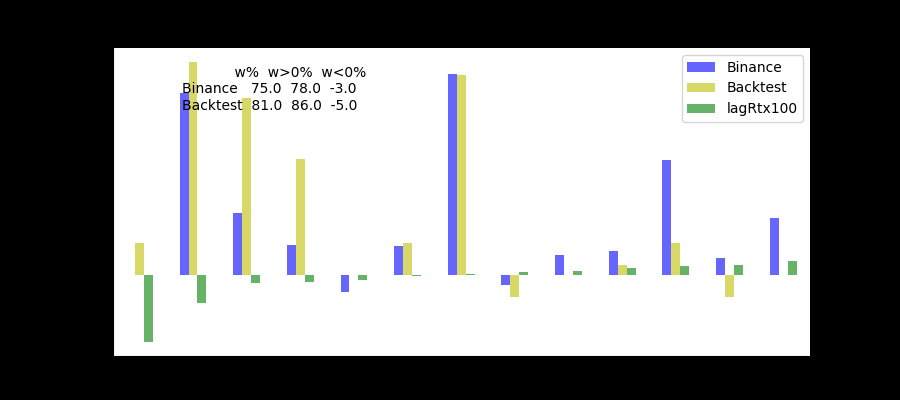 w% w>0% w<0%
Binance 75.0 78.0 -3.0
Backtest 81.0 86.0 -5.0
Binance
Backtest
lagRtx100